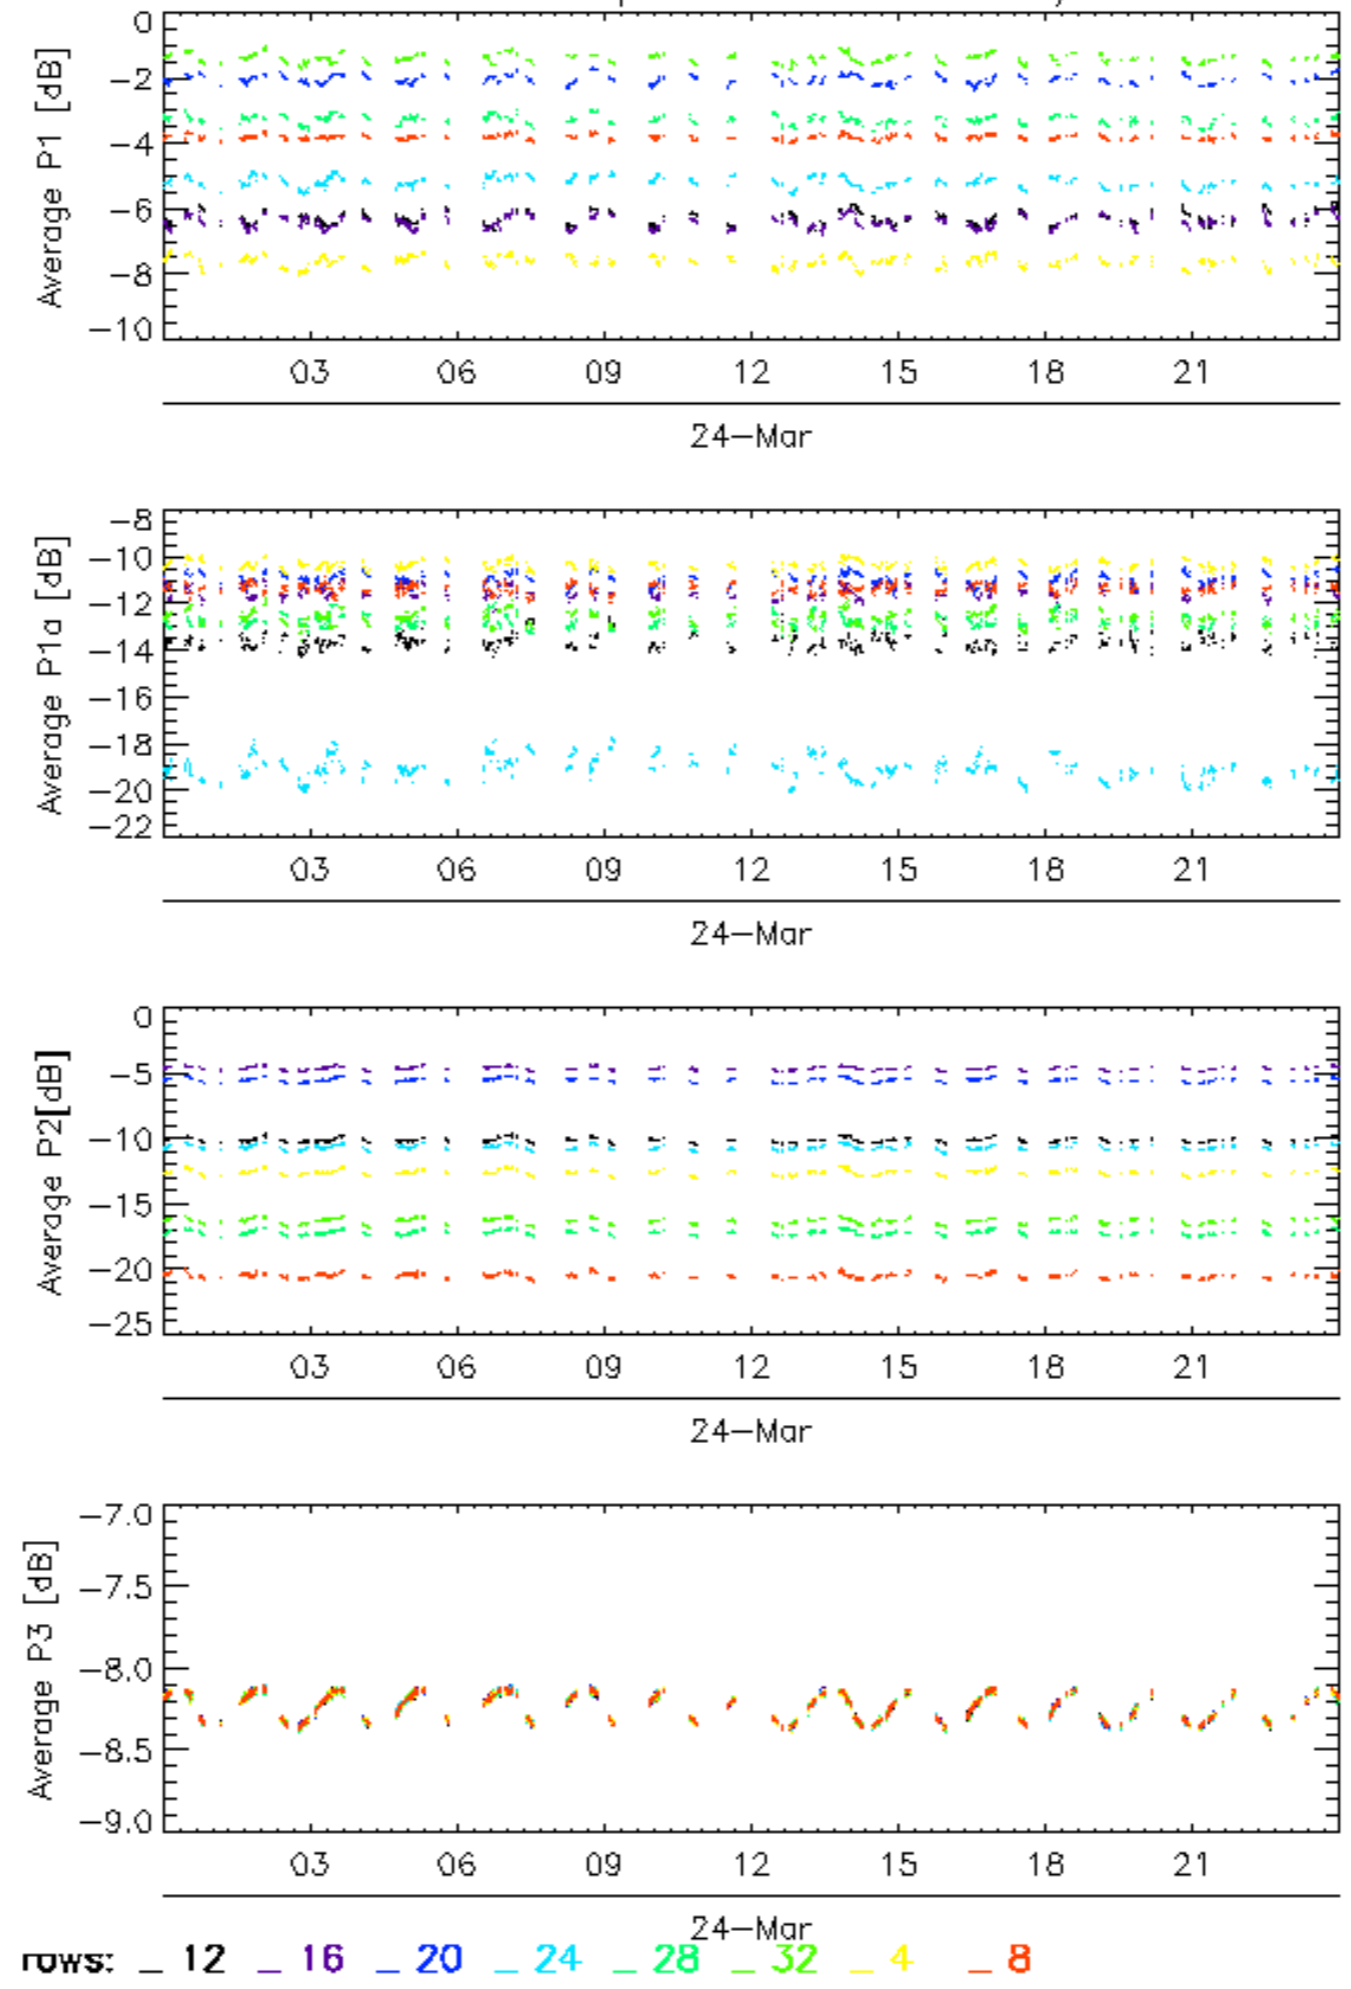 0
−2
−4
−6
−8
−10
Average P1 [dB]
03 06 09 12 15 18 21
24−Mar
−8
−10
−12
−14
−16
−18
−20
−22
Average P1a [dB]
03 06 09 12 15 18 21
24−Mar
0
−5
−10
−15
−20
−25
Average P2[dB]
03 06 09 12 15 18 21
24−Mar
−7.0
−7.5
−8.0
−8.5
−9.0
Average P3 [dB]
03 06 09 12 15 18 21
24−Mar
rows: _ 12 _ 16 _ 20 _ 24 _ 28 _ 32 _ 4 _ 8